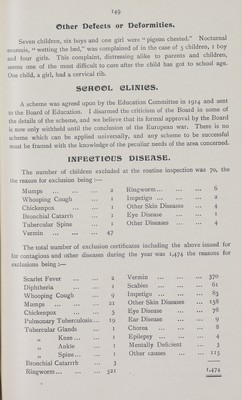 149
Other Defects or Deformities.
Seven children, six boys and one girl were " pigeon chested." Nocturnal
enuresis, " wetting the bed," was complained of in the case of 5 children, 1 boy
and four girls. This complaint, distressing alike to parents and children,
seems one of the most difficult to cure after the child has got to school age.
One child, a girl, had a cervical rib.
SCHOOL CLINICS.
A scheme was agreed upon by the Education Committee in 1914 and sent
to the Board of Education. I disarmed the criticism of the Board in some of
the details of the scheme, and we believe that its formal approval by the Board
is now only withheld until the conclusion of the European war. There is no
scheme which can be applied universally, and any scheme to be successful
must be framed with the knowledge of the peculiar needs of the area concerned.
INFECTIOUS DISEASE.
The number of children excluded at the routine inspection was 70, the
the reason for exclusion being :—
Mumps ... ... ... 2 Ringworm ... ... ... 6
Whooping Cough ... ... 1 Impetigo ... ... ... 2
Chickenpox ... ... 1 Other Skin Diseases ... 4
Bronchial Catarrh ... 1 Eye Disease ... ... 1
Tubercular Spine ... ... 1 Other Diseases ... ... 4
Vermin ... ... ... 47
The total number of exclusion certificates including the above issued for
for contagious and other diseases during the year was 1,474 the reasons for
exclusions being :—
Scarlet Fever ... ... 2 Vermin ... ... ... 370
Diphtheria ... ... 1 Scabies ... ... ... 61
Whooping Cough ... ... 9 Impetigo ... ... ... 83
Mumps ... ... ... 21 Other Skin Diseases ... 158
Chickenpox ... ... 5 Eye Disease ... ... 78
Pulmonary Tuberculosis ... 19 Ear Disease ... ... 9
Tubercular Glands ... 1 Chorea ... ... ... 8
„ Knee ... ... 1 Epilepsy ... ... ... 4
„ Ankle ... 1 Mentally Deficient ... 3
„ Spine ... ... 1 Other causes ... ... 115
Bronchial Catarrh ... 3
Ringworm ... ... ... 521 1,474